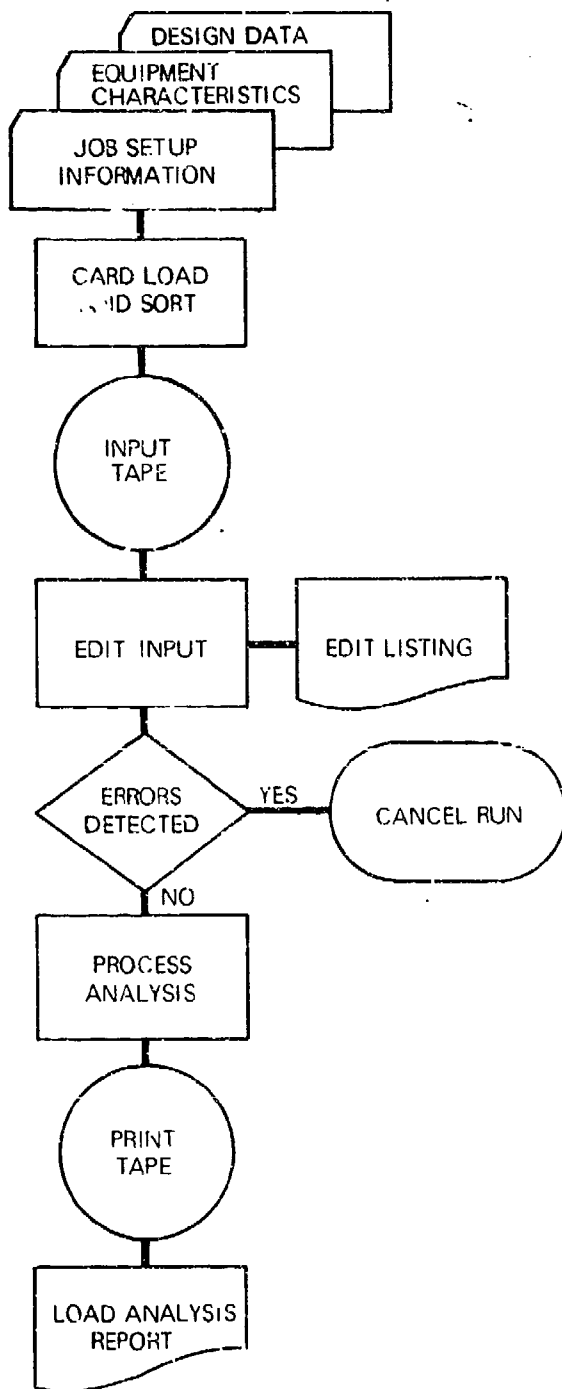 DESIGN DATA
EQUIPMENT
CHARACTERISTICS
JOB SETUP
INFORMATION
CARD LOAD
SORT
INPUT
TAPE
EDIT INPUT
EDIT LISTING
ERRORS
DETECTED
YES
CANCEL RUN
NO
PROCESS
ANALYSIS
PRINT
TAPE
LOAD ANALYSIS
REPORT